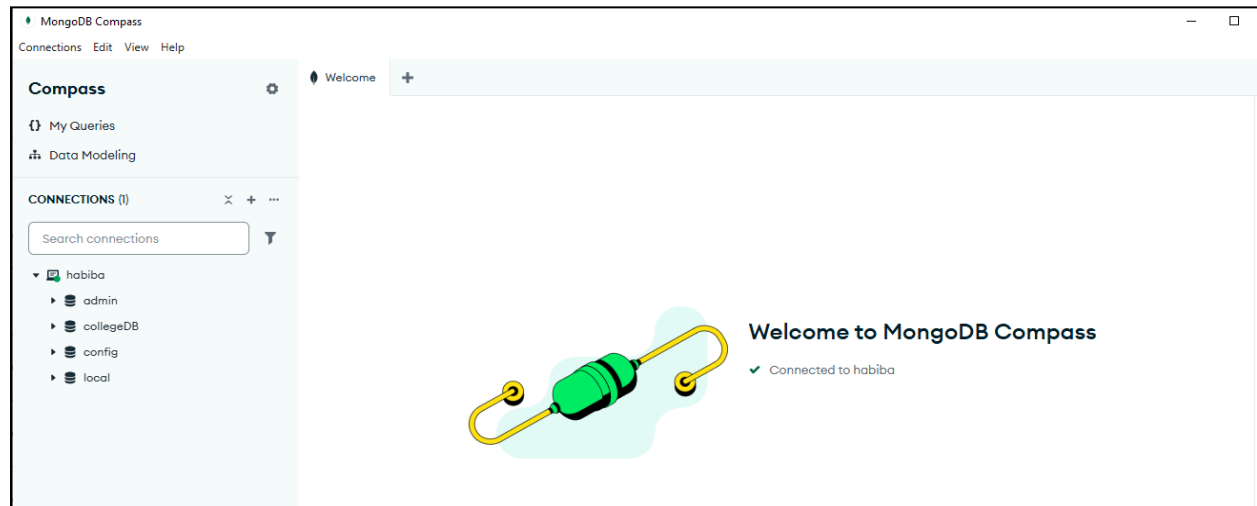 MongoDB Compass
Connections Edit View Help
Compass
Welcome
{} My Queries
Data Modeling
CONNECTIONS (1)
Search connections
habiba
admin
collegeDB
config
local
Welcome to MongoDB Compass
Connected to habiba